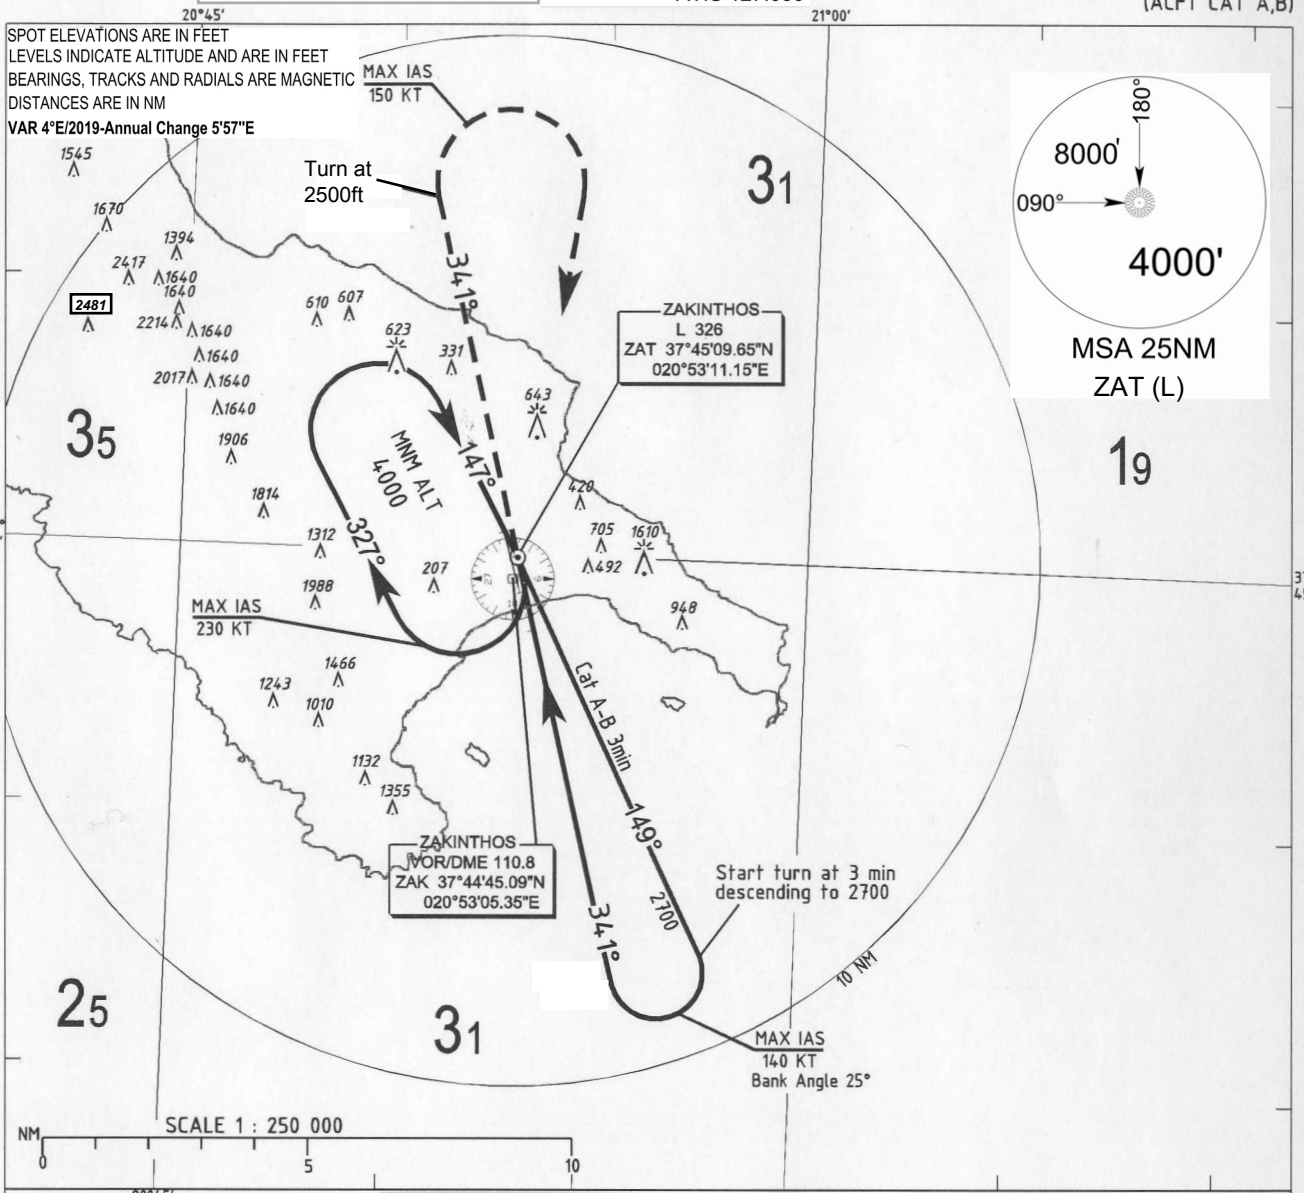 (ACFT CAT A,B)
20°45'
21°00'
SPOT ELEVATIONS ARE IN FEET
LEVELS INDICATE ALTITUDE AND ARE IN FEET
BEARINGS, TRACKS AND RADIALS ARE MAGNETIC
DISTANCES ARE IN NM
VAR 4°E/2019-Annual Change 5'57"E
MAX IAS
150 KT
Turn at
2500ft
31
180°
8000'
090°
4000'
MSA 25NM
ZAT (L)
1545
1670
1394
2417
1640
1640
2481
2214
1640
1640
2017
1640
1640
1906
1814
1312
1988
610
607
623
331
643
341°
ZAKINTHOS
L 326
ZAT 37°45'09.65"N
020°53'11.15"E
35
19
MNM ALT
4000
147°
327°
420
705
1610
492
948
207
27
9
MAX IAS
230 KT
1466
1243
1010
1132
1355
Cat A-B 3min
149°
2700
341°
ZAKINTHOS
VOR/DME 110.8
ZAK 37°44'45.09"N
020°53'05.35"E
Start turn at 3 min
descending to 2700
10 NM
25
31
MAX IAS
140 KT
Bank Angle 25°
SCALE 1 : 250 000
NM
0
5
10